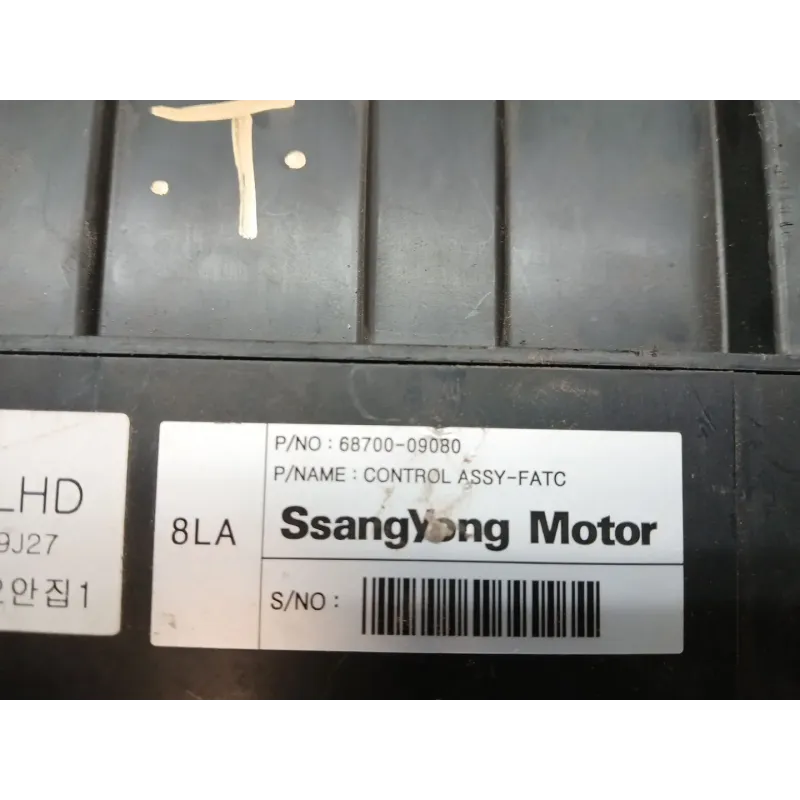 T
LHD
9J27
안집1
8LA
P/NO : 68700-09080
P/NAME : CONTROL ASSY-FATC
SsangYong Motor
S/NO :